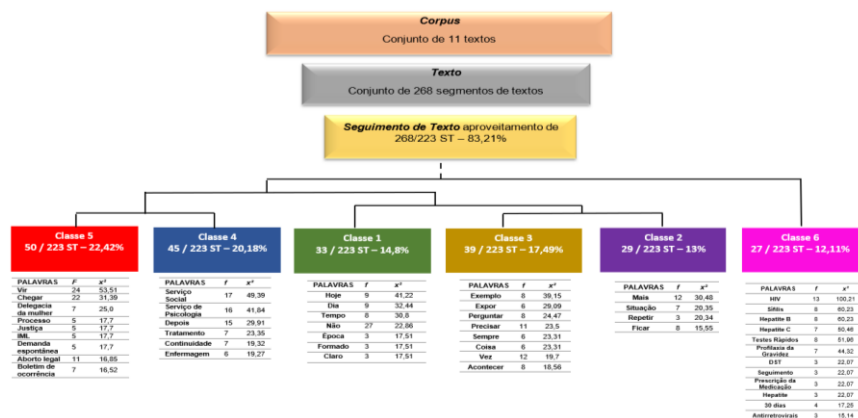 Corpus
Conjunto de 11 textos
Texto
Conjunto de 268 segmentos de textos
Seguimento de Texto aproveitamento de
268/223 ST – 83,21%
Classe 5
50 / 223 ST – 22,42%
PALAVRAS F x²
Vir 24 53,51
Chegar 22 31,39
Delegacia
da mulher 7 25,0
Processo 5 17,7
Justiça 5 17,7
IML 5 17,7
Demanda
espontânea 5 17,7
Aborto legal 11 16,85
Boletim de
ocorrência 7 16,52
Classe 4
45 / 223 ST – 20,18%
PALAVRAS f x²
Serviço
Social 17 49,39
Serviço de
Psicologia 16 41,84
Depois 15 29,91
Tratamento 7 23,35
Continuidade 7 19,32
Enfermagem 6 19,27
Classe 1
33 / 223 ST – 14,8%
PALAVRAS f x²
Hoje 9 41,22
Dia 9 32,44
Tempo 8 30,8
Não 27 22,86
Época 3 17,51
Formado 3 17,51
Claro 3 17,51
Classe 3
39 / 223 ST – 17,49%
PALAVRAS f x²
Exemplo 8 39,15
Expor 6 29,09
Perguntar 8 24,47
Precisar 11 23,5
Sempre 6 23,31
Coisa 6 23,31
Vez 12 19,7
Acontecer 8 18,56
Classe 2
29 / 223 ST – 13%
PALAVRAS f x²
Mais 12 30,48
Situação 7 20,35
Repetir 3 20,34
Ficar 8 15,55
Classe 6
27 / 223 ST – 12,11%
PALAVRAS f x²
HIV 13 100,21
Sífilis 8 60,23
Hepatite B 8 60,23
Hepatite C 7 50,48
Testes Rápidos 8 51,96
Profilaxia da
Gravidez 7 44,32
DST 3 22,07
Seguimento 3 22,07
Prescrição da
Medicação 3 22,07
Hepatite 3 22,07
30 dias 4 17,25
Antirretrovirais 3 15,14